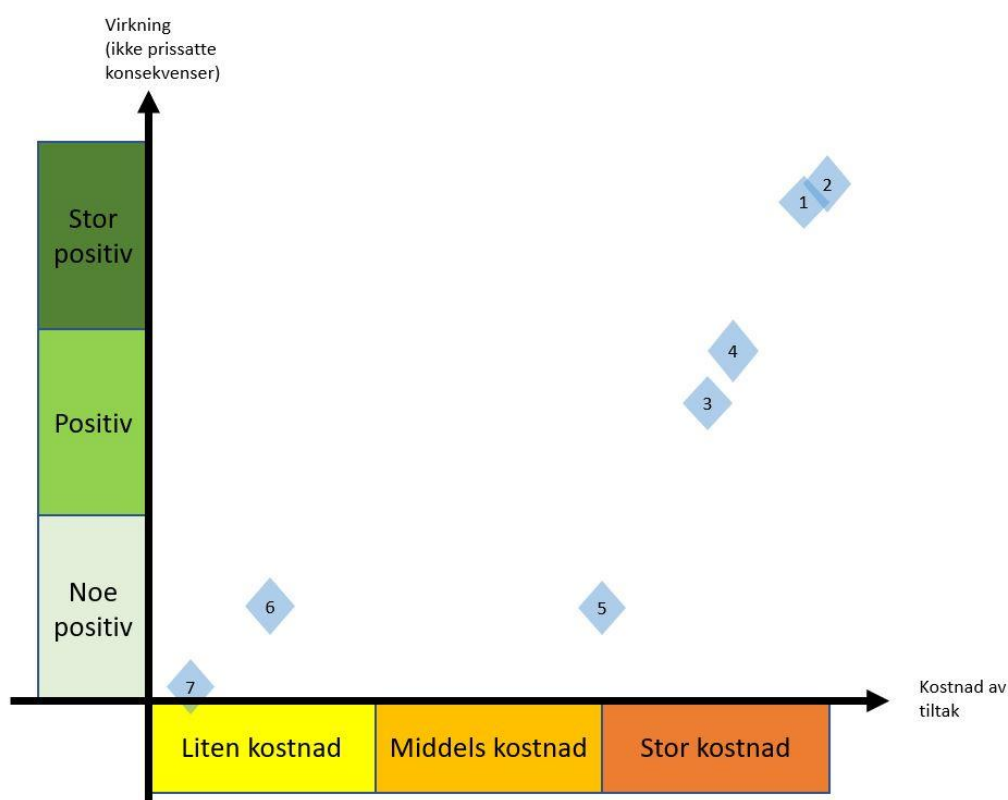 Virkning
(ikke prissatte
konsekvenser)
Stor
positiv
2
1
4
3
Positiv
Noe
positiv
6
5
7
Kostnad av
tiltak
Liten kostnad
Middels kostnad
Stor kostnad